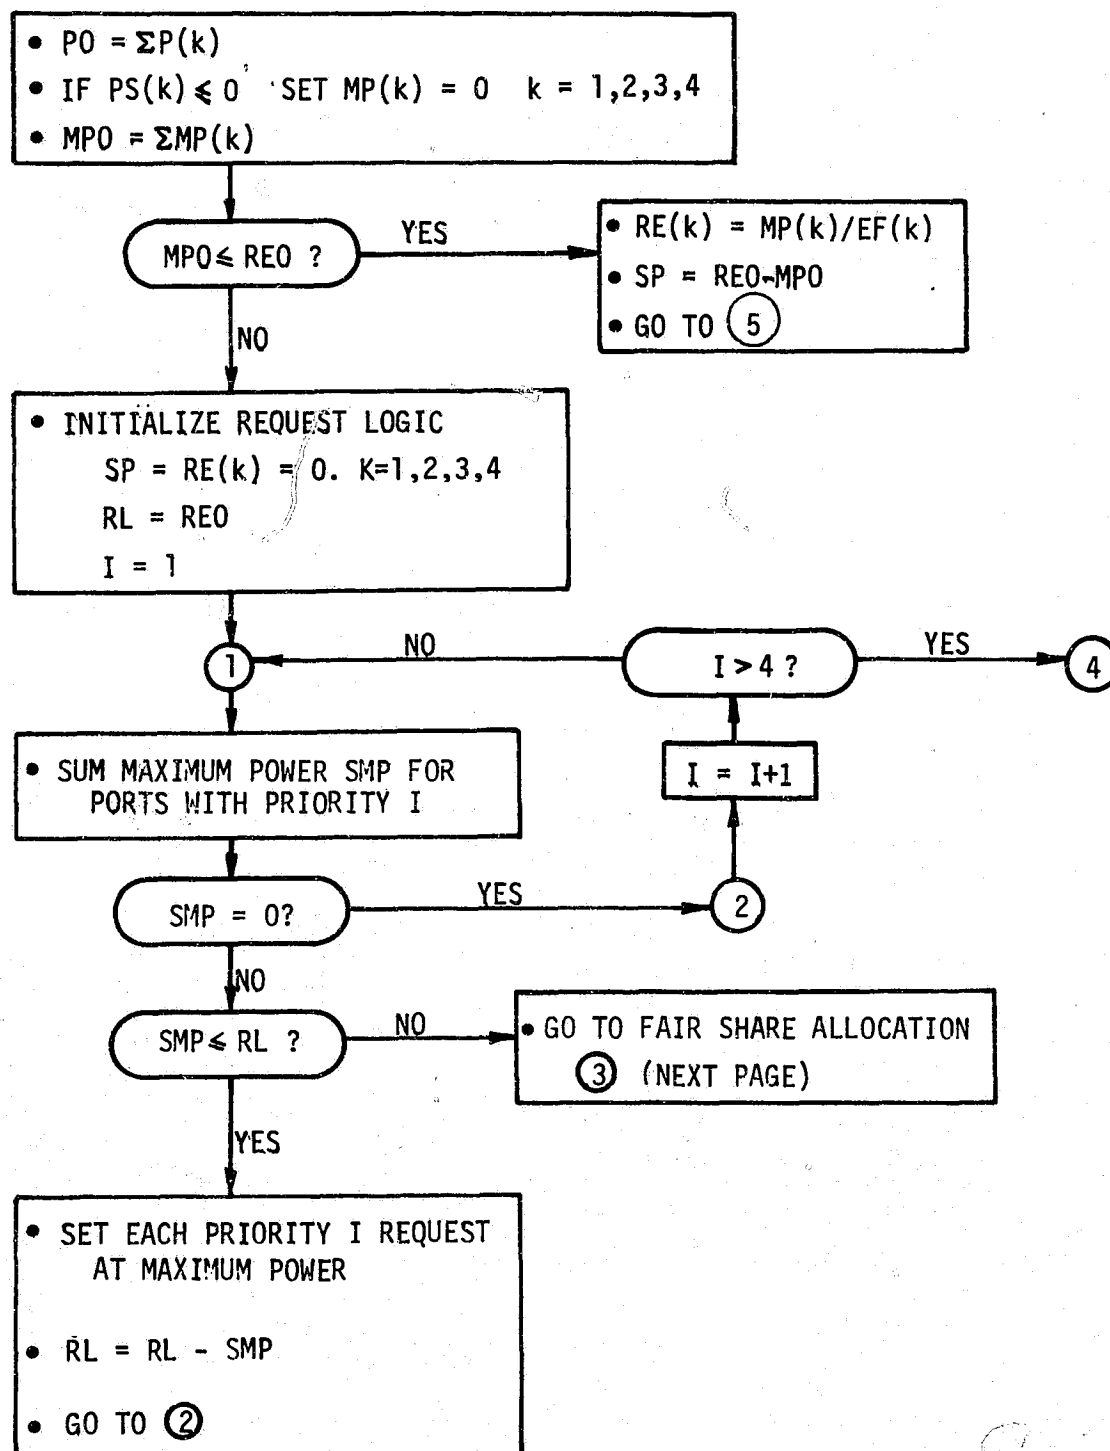 • PO = ΣP(k)
• IF PS(k) ⩽ 0 SET MP(k) = 0 k = 1,2,3,4
• MPO = ΣMP(k)
MPO ⩽ REO ?
YES
• RE(k) = MP(k)/EF(k)
• SP = REO-MPO
• GO TO 5
NO
• INITIALIZE REQUEST LOGIC
SP = RE(k) = 0. K=1,2,3,4
RL = REO
I = 1
1
NO
I > 4 ?
YES
4
• SUM MAXIMUM POWER SMP FOR
PORTS WITH PRIORITY I
I = I+1
SMP = 0?
YES
2
NO
SMP ⩽ RL ?
NO
• GO TO FAIR SHARE ALLOCATION
3 (NEXT PAGE)
YES
• SET EACH PRIORITY I REQUEST
AT MAXIMUM POWER
• RL = RL - SMP
• GO TO 2